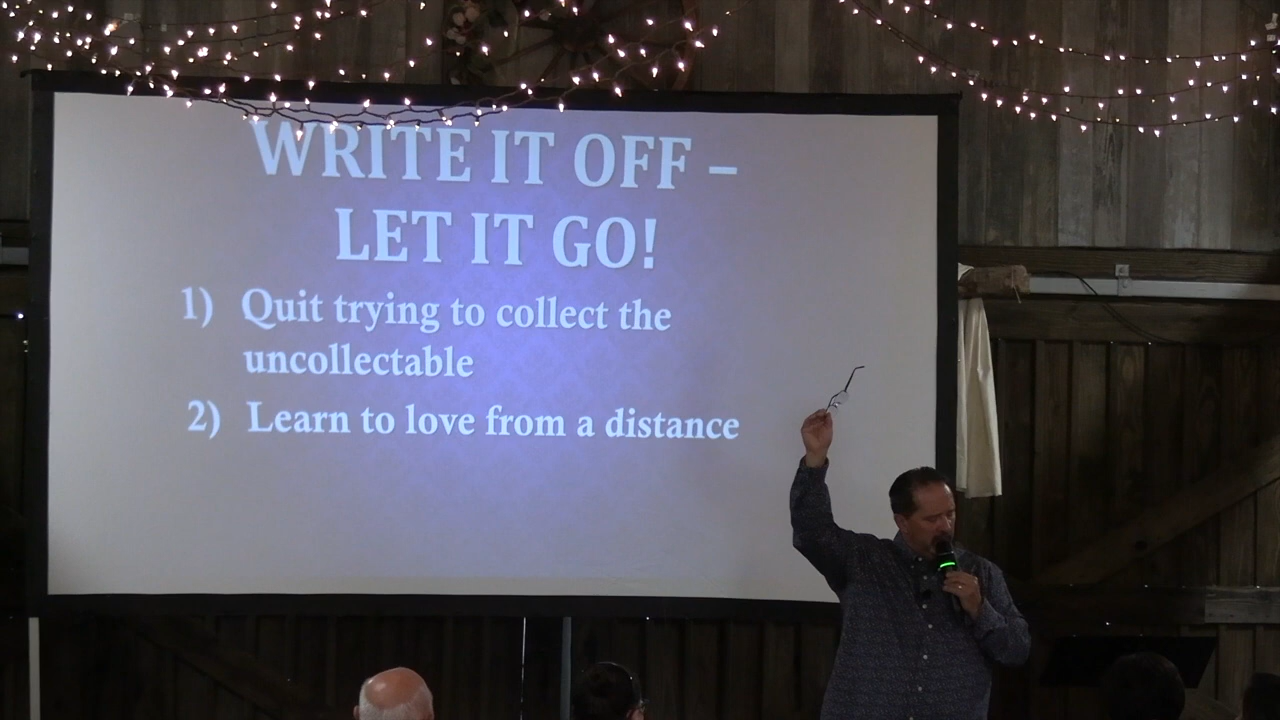 WRITE IT OFF –
LET IT GO!
1) Quit trying to collect the
uncollectable
2) Learn to love from a distance